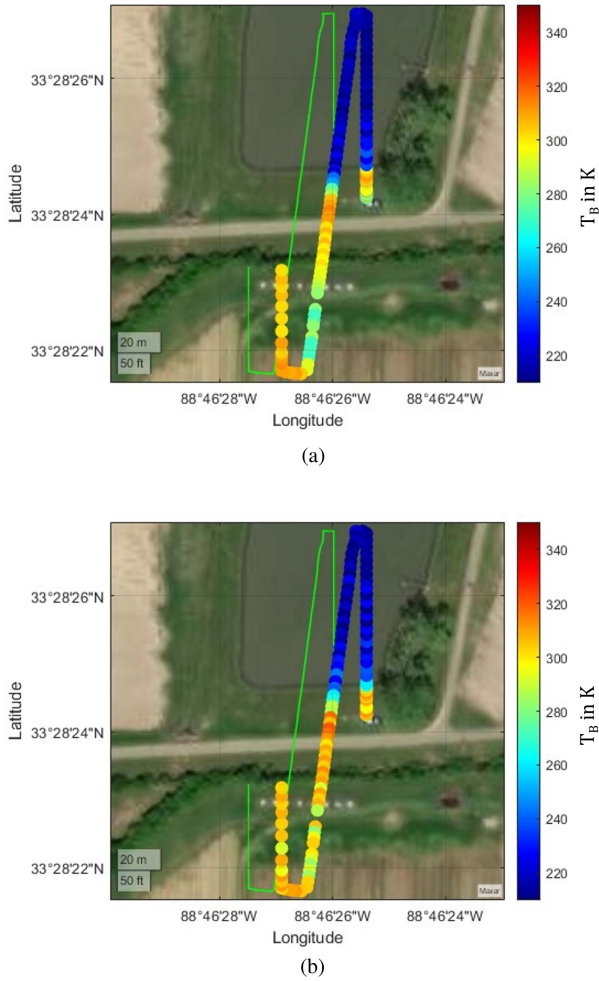 33°28'26"N
33°28'24"N
33°28'22"N
Latitude
20 m
50 ft
Maxar
88°46'28"W 88°46'26"W 88°46'24"W
Longitude
340
320
300
280
260
240
220
T_B in K
(a)
33°28'26"N
33°28'24"N
33°28'22"N
Latitude
20 m
50 ft
Maxar
88°46'28"W 88°46'26"W 88°46'24"W
Longitude
340
320
300
280
260
240
220
T_B in K
(b)